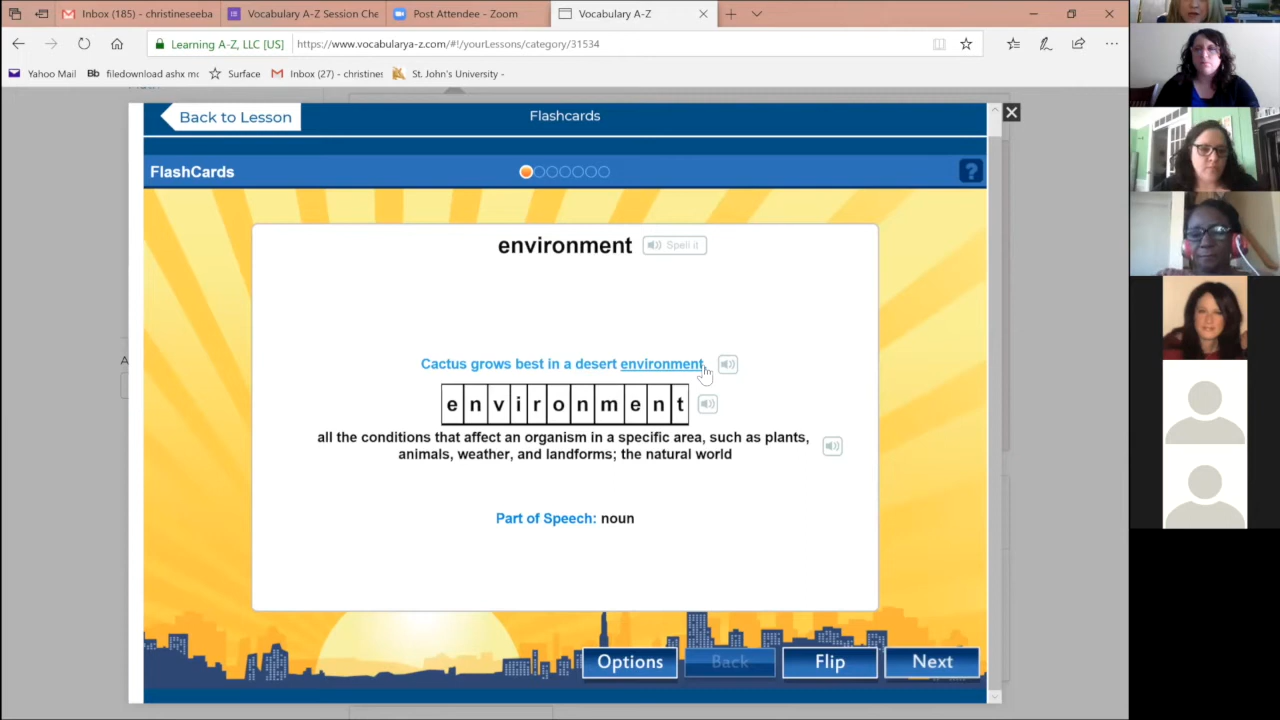 Inbox (185) - christineseeba
Vocabulary A-Z Session Che
Post Attendee - Zoom
Vocabulary A-Z
Learning A-Z, LLC [US]
https://www.vocabularya-z.com/#!/yourLessons/category/31534
Yahoo Mail
Bb filedownload ashx mc
Surface
Inbox (27) - christines
St. John's University -
Back to Lesson
Flashcards
FlashCards
?
environment
Spell it
Cactus grows best in a desert environment.
environment
all the conditions that affect an organism in a specific area, such as plants,
animals, weather, and landforms; the natural world
Part of Speech: noun
Options
Back
Flip
Next